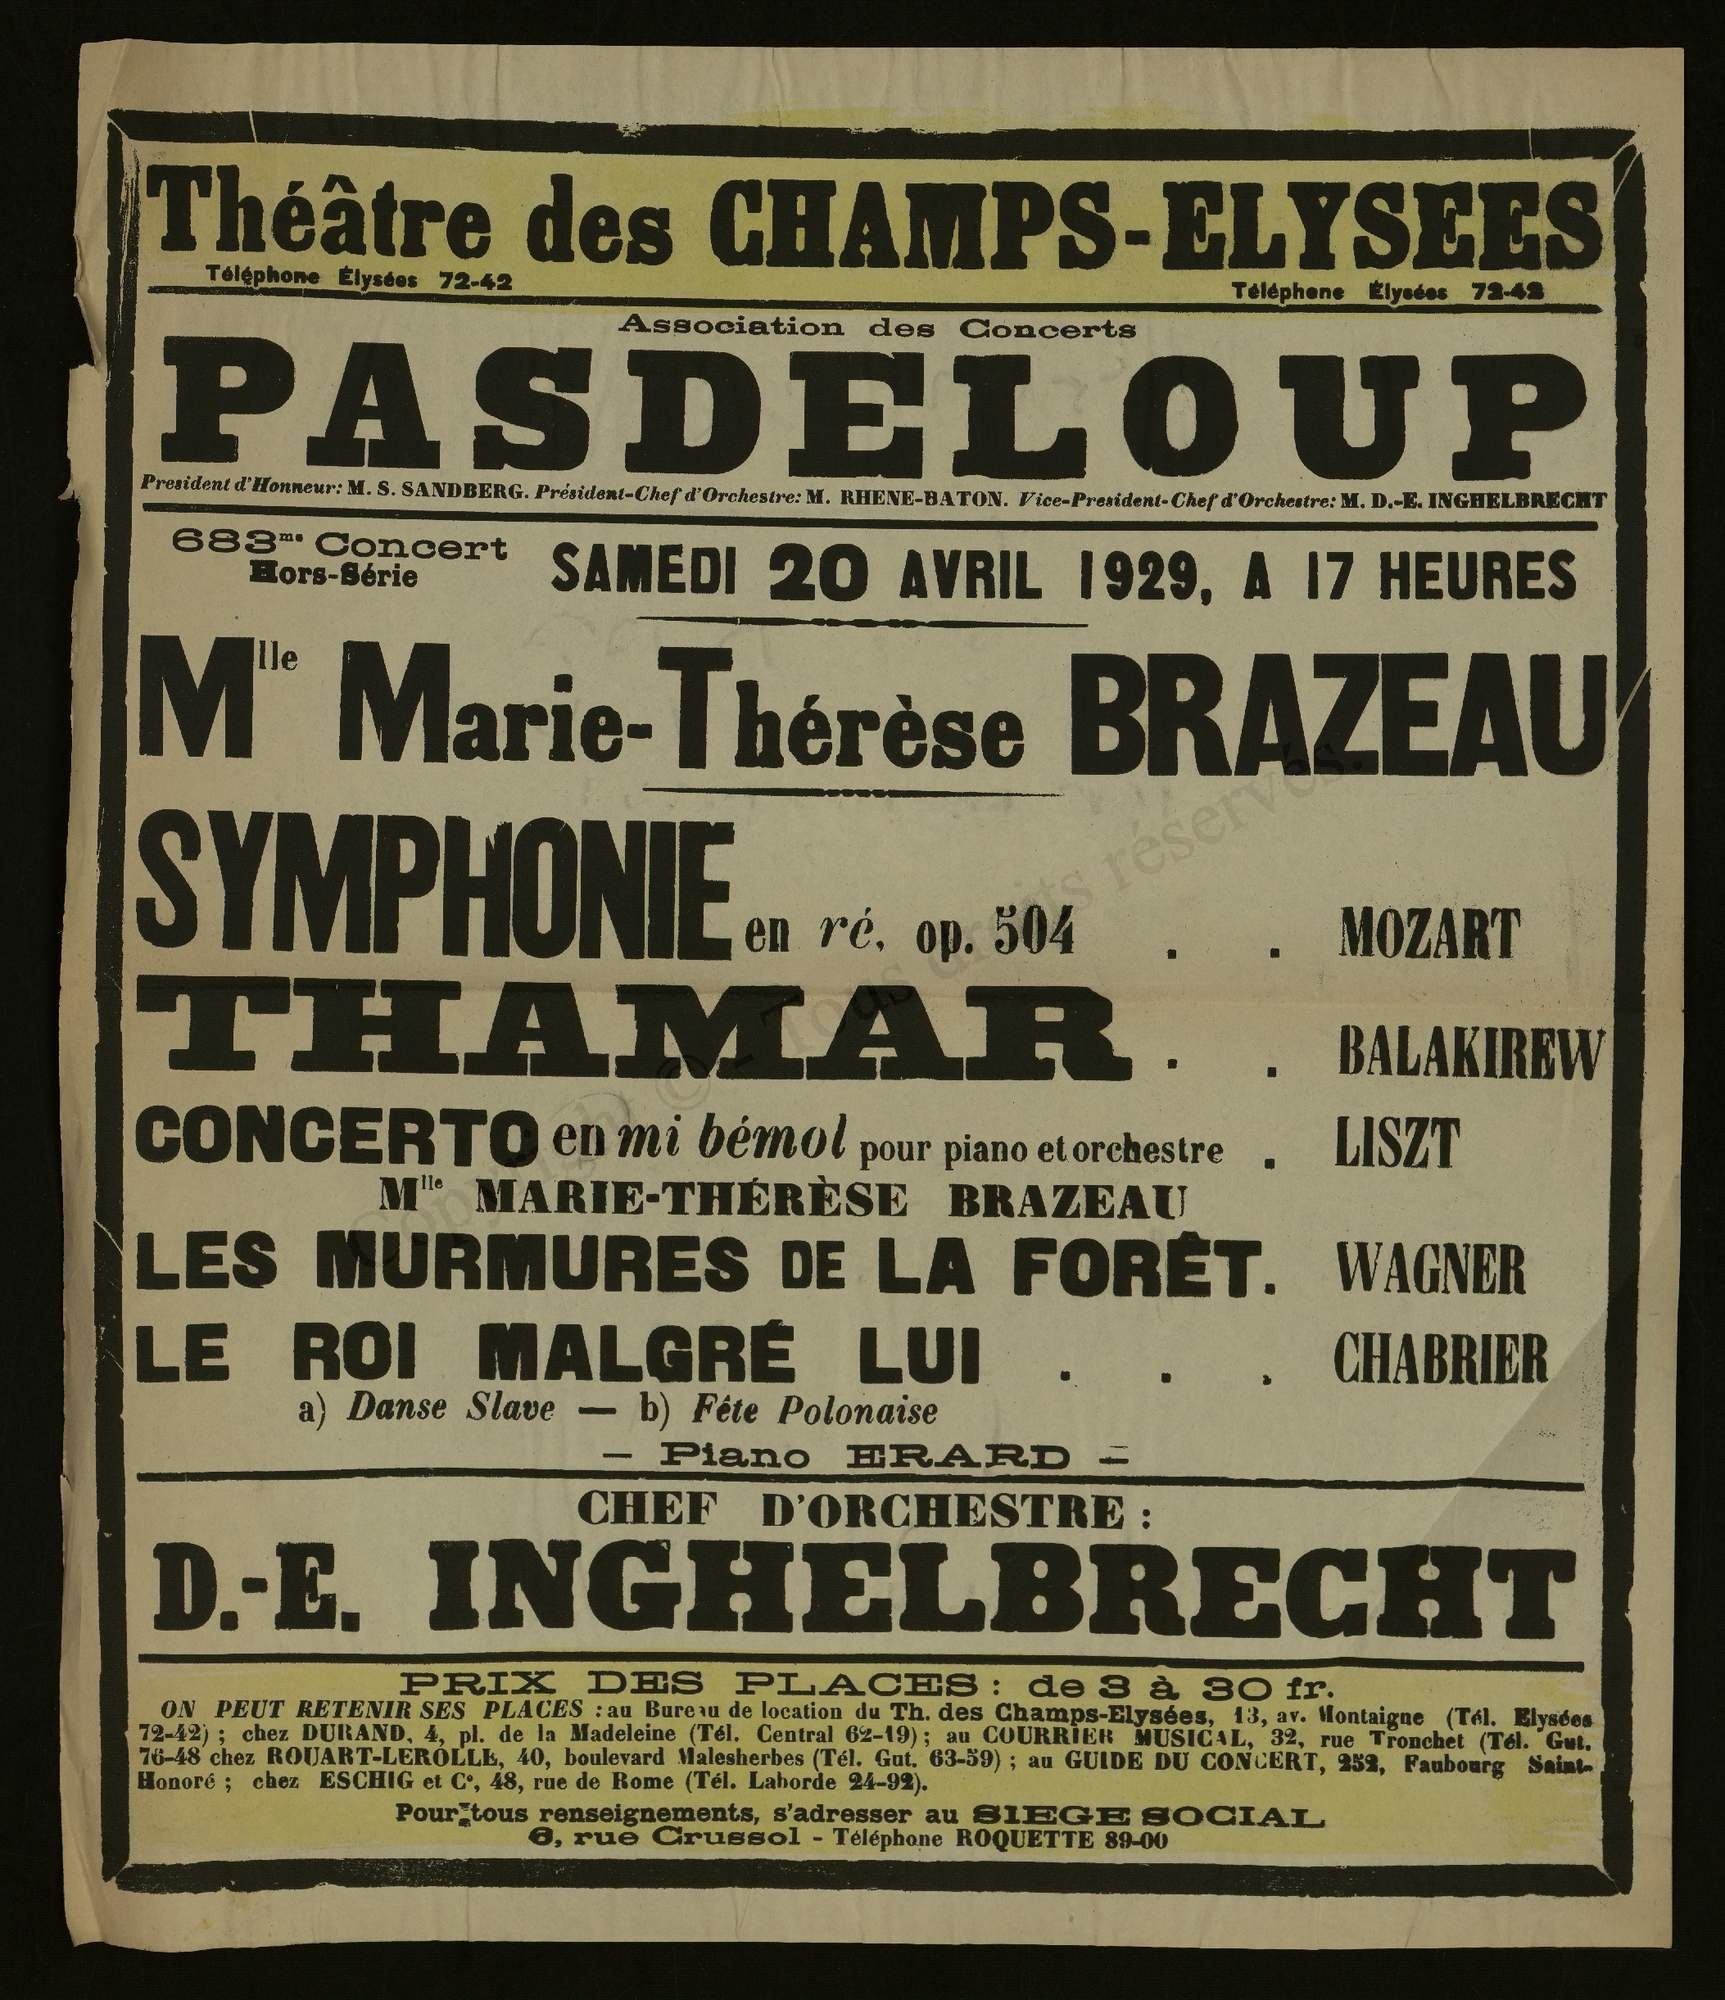 Théâtre des CHAMPS-ELYSEES
Téléphone Élysées 72-42 Téléphone Élysées 72-42
Association des Concerts
PASDELOUP
President d'Honneur: M. S. SANDBERG. Président-Chef d'Orchestre: M. RHENE-BATON. Vice-President-Chef d'Orchestre: M. D.-E. INGHELBRECHT
683me Concert
Hors-Série
SAMEDI 20 AVRIL 1929, A 17 HEURES
Mlle Marie-Thérèse BRAZEAU
SYMPHONIE en ré, op. 504 . . MOZART
THAMAR . . BALAKIREW
CONCERTO en mi bémol pour piano et orchestre . LISZT
Mlle MARIE-THÉRÈSE BRAZEAU
LES MURMURES DE LA FORÊT. WAGNER
LE ROI MALGRÉ LUI . . . CHABRIER
a) Danse Slave — b) Fête Polonaise
— Piano ERARD —
CHEF D'ORCHESTRE :
D.-E. INGHELBRECHT
PRIX DES PLACES : de 3 à 30 fr.
ON PEUT RETENIR SES PLACES : au Bureau de location du Th. des Champs-Elysées, 13, av. Montaigne (Tél. Elysées
72-42) ; chez DURAND, 4, pl. de la Madeleine (Tél. Central 62-19) ; au COURRIER MUSICAL, 32, rue Tronchet (Tél. Gut.
76-48 chez ROUART-LEROLLE, 40, boulevard Malesherbes (Tél. Gut. 63-59) ; au GUIDE DU CONCERT, 252, Faubourg Saint-
Honoré ; chez ESCHIG et Co, 48, rue de Rome (Tél. Laborde 24-92).
Pour tous renseignements, s'adresser au SIEGE SOCIAL
6, rue Crussol - Téléphone ROQUETTE 89-00
Copyright © - Tous droits réservés.